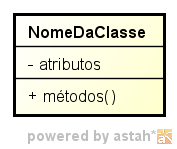 NomeDaClasse
- atributos
+ métodos( )
powered by astah*